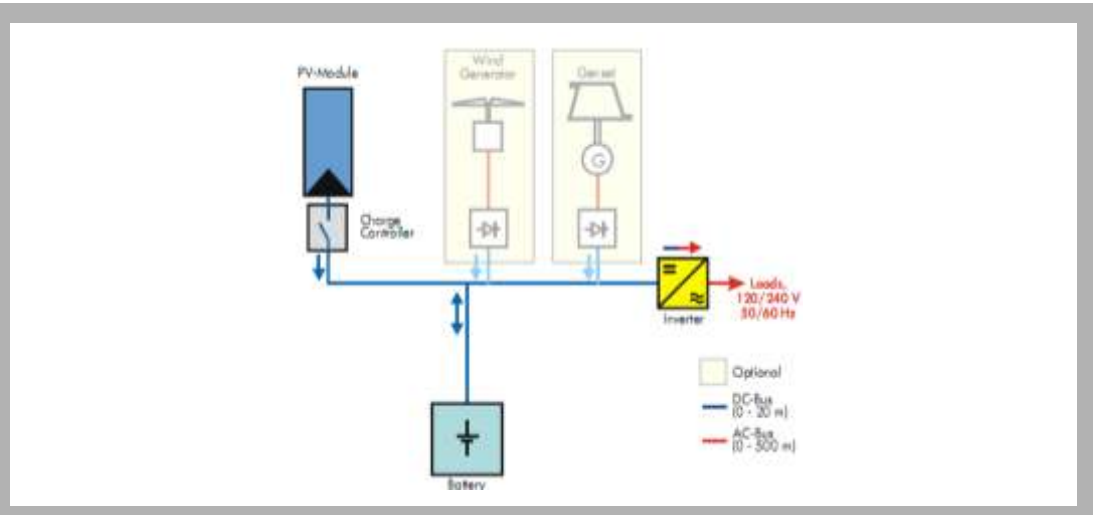 PV-Module
Wind
Generator
Genset
G
Charge
Controller
Loads,
120/240 V
50/60 Hz
Inverter
Optional
DC-Bus
(0 - 20 m)
AC-Bus
(0 - 500 m)
Battery